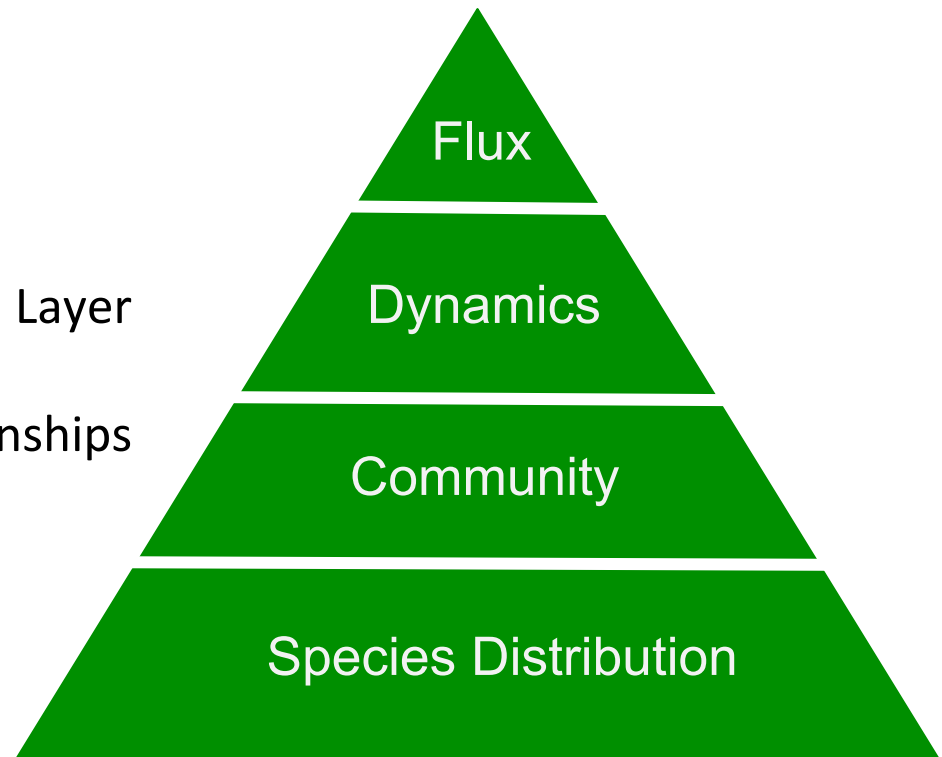 Flux
Layer
Dynamics
nships
Community
Species Distribution